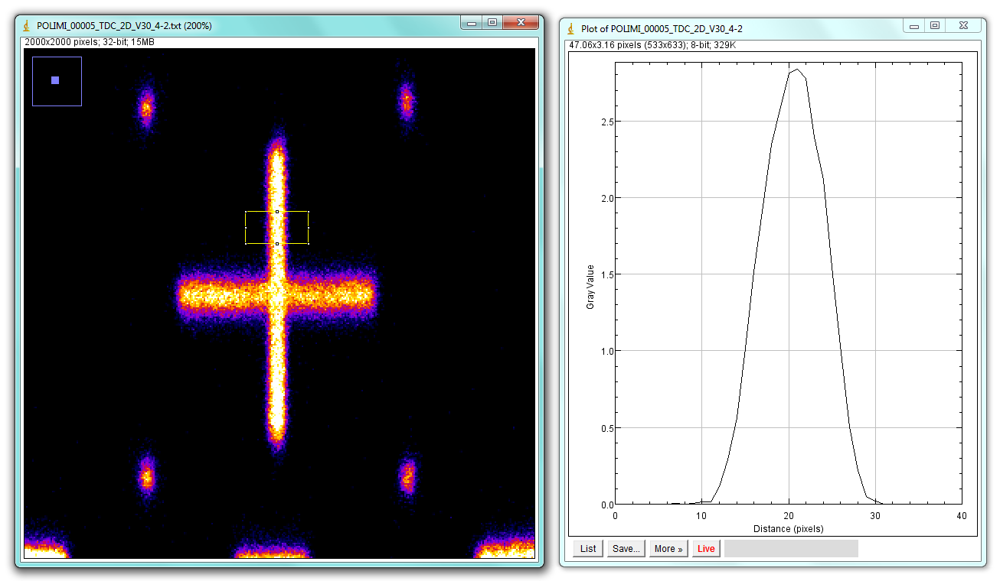 POLIMI_00005_TDC_2D_V30_4-2.txt (200%)
2000x2000 pixels; 32-bit; 15MB
Plot of POLIMI_00005_TDC_2D_V30_4-2
47.06x3.16 pixels (533x633); 8-bit; 329K
2.5
2.0
1.5
1.0
0.5
0.0
Gray Value
0 10 20 30 40
Distance (pixels)
List Save... More » Live